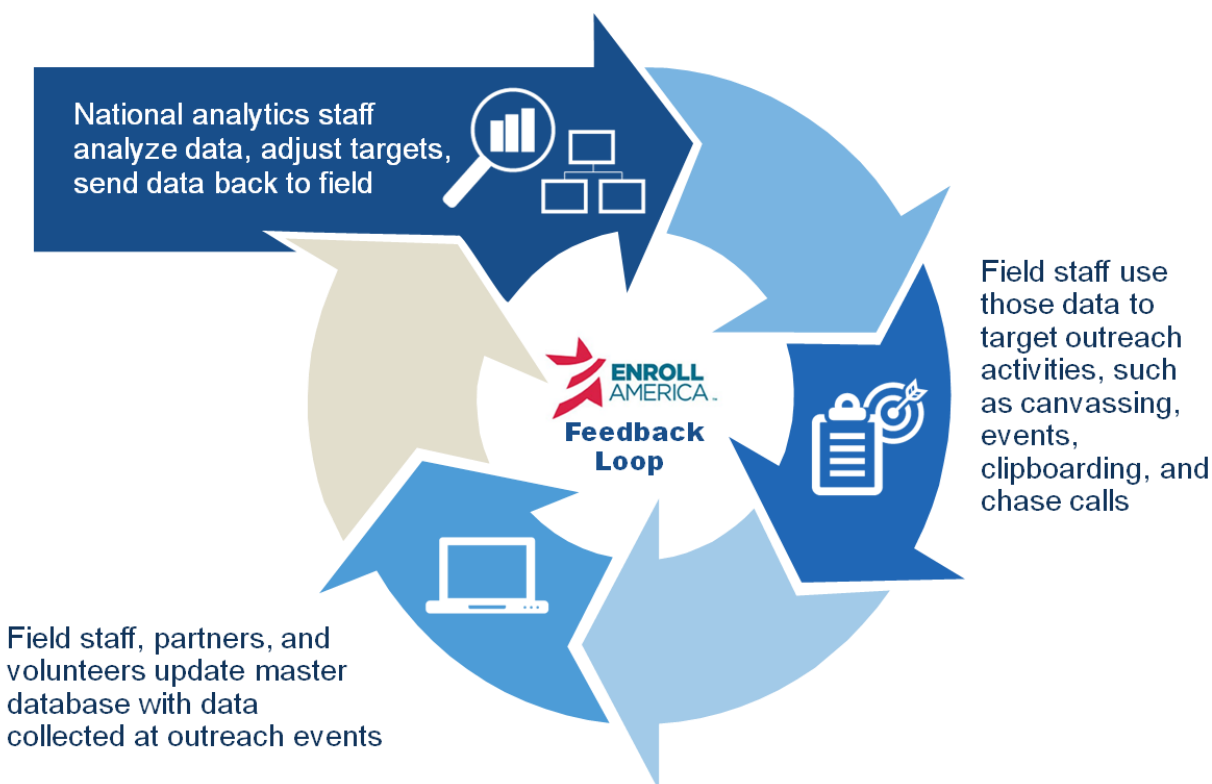 National analytics staff
analyze data, adjust targets,
send data back to field
Field staff use
those data to
target outreach
activities, such
as canvassing,
events,
clipboarding, and
chase calls
ENROLL
AMERICA™
Feedback
Loop
Field staff, partners, and
volunteers update master
database with data
collected at outreach events